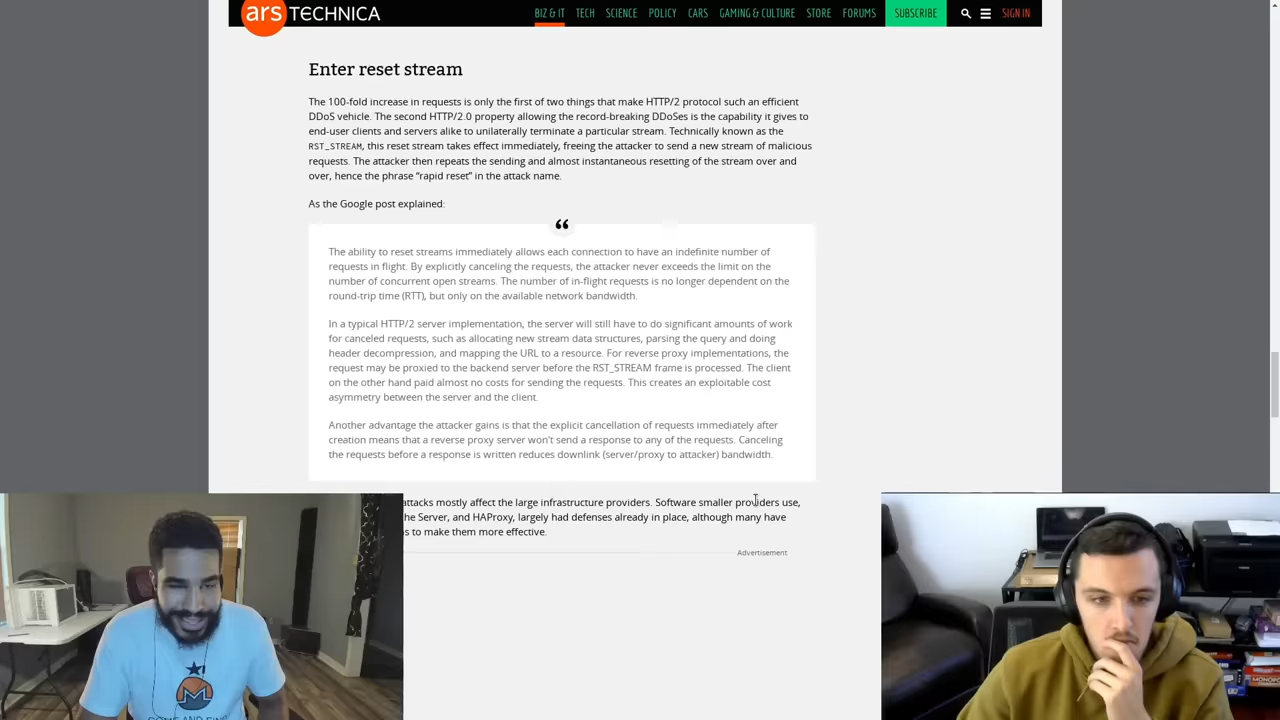 ars TECHNICA
BIZ & IT TECH SCIENCE POLICY CARS GAMING & CULTURE STORE FORUMS SUBSCRIBE SIGN IN
Enter reset stream
The 100-fold increase in requests is only the first of two things that make HTTP/2 protocol such an efficient
DDoS vehicle. The second HTTP/2.0 property allowing the record-breaking DDoSes is the capability it gives to
end-user clients and servers alike to unilaterally terminate a particular stream. Technically known as the
RST_STREAM, this reset stream takes effect immediately, freeing the attacker to send a new stream of malicious
requests. The attacker then repeats the sending and almost instantaneous resetting of the stream over and
over, hence the phrase “rapid reset” in the attack name.
As the Google post explained:
“
The ability to reset streams immediately allows each connection to have an indefinite number of
requests in flight. By explicitly canceling the requests, the attacker never exceeds the limit on the
number of concurrent open streams. The number of in-flight requests is no longer dependent on the
round-trip time (RTT), but only on the available network bandwidth.
In a typical HTTP/2 server implementation, the server will still have to do significant amounts of work
for canceled requests, such as allocating new stream data structures, parsing the query and doing
header decompression, and mapping the URL to a resource. For reverse proxy implementations, the
request may be proxied to the backend server before the RST_STREAM frame is processed. The client
on the other hand paid almost no costs for sending the requests. This creates an exploitable cost
asymmetry between the server and the client.
Another advantage the attacker gains is that the explicit cancellation of requests immediately after
creation means that a reverse proxy server won't send a response to any of the requests. Canceling
the requests before a response is written reduces downlink (server/proxy to attacker) bandwidth.
attacks mostly affect the large infrastructure providers. Software smaller providers use,
he Server, and HAProxy, largely had defenses already in place, although many have
s to make them more effective.
Advertisement
COME AND